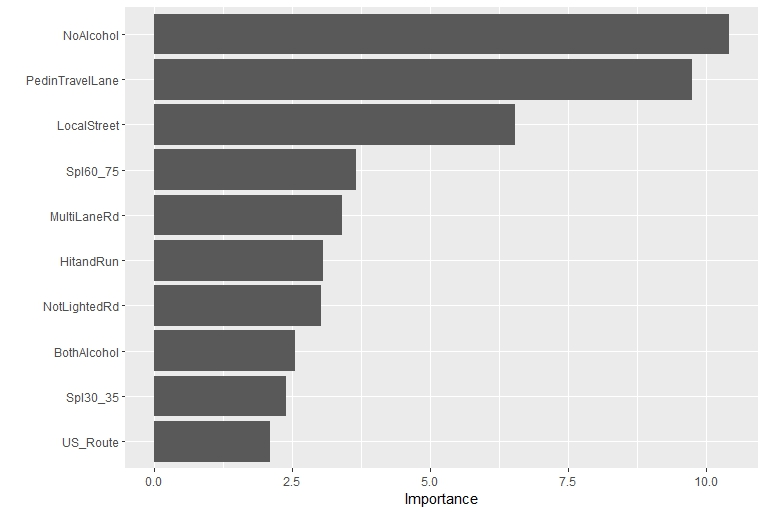 NoAlcohol
PedinTravelLane
LocalStreet
Spl60_75
MultiLaneRd
HitandRun
NotLightedRd
BothAlcohol
Spl30_35
US_Route
0.0 2.5 5.0 7.5 10.0
Importance